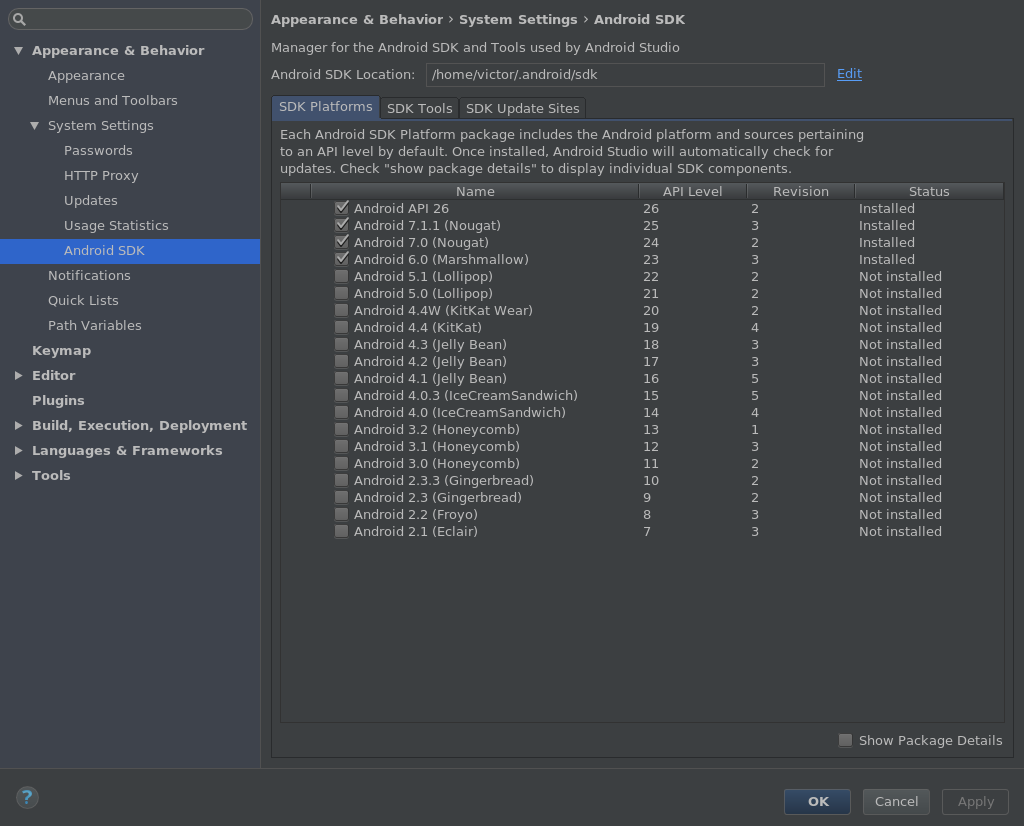 Appearance & Behavior
Appearance
Menus and Toolbars
System Settings
Passwords
HTTP Proxy
Updates
Usage Statistics
Android SDK
Notifications
Quick Lists
Path Variables
Keymap
Editor
Plugins
Build, Execution, Deployment
Languages & Frameworks
Tools
Appearance & Behavior › System Settings › Android SDK
Manager for the Android SDK and Tools used by Android Studio
Android SDK Location: /home/victor/.android/sdk Edit
SDK Platforms SDK Tools SDK Update Sites
Each Android SDK Platform package includes the Android platform and sources pertaining
to an API level by default. Once installed, Android Studio will automatically check for
updates. Check "show package details" to display individual SDK components.
Name API Level Revision Status
Android API 26 26 2 Installed
Android 7.1.1 (Nougat) 25 3 Installed
Android 7.0 (Nougat) 24 2 Installed
Android 6.0 (Marshmallow) 23 3 Installed
Android 5.1 (Lollipop) 22 2 Not installed
Android 5.0 (Lollipop) 21 2 Not installed
Android 4.4W (KitKat Wear) 20 2 Not installed
Android 4.4 (KitKat) 19 4 Not installed
Android 4.3 (Jelly Bean) 18 3 Not installed
Android 4.2 (Jelly Bean) 17 3 Not installed
Android 4.1 (Jelly Bean) 16 5 Not installed
Android 4.0.3 (IceCreamSandwich) 15 5 Not installed
Android 4.0 (IceCreamSandwich) 14 4 Not installed
Android 3.2 (Honeycomb) 13 1 Not installed
Android 3.1 (Honeycomb) 12 3 Not installed
Android 3.0 (Honeycomb) 11 2 Not installed
Android 2.3.3 (Gingerbread) 10 2 Not installed
Android 2.3 (Gingerbread) 9 2 Not installed
Android 2.2 (Froyo) 8 3 Not installed
Android 2.1 (Eclair) 7 3 Not installed
Show Package Details
? OK Cancel Apply